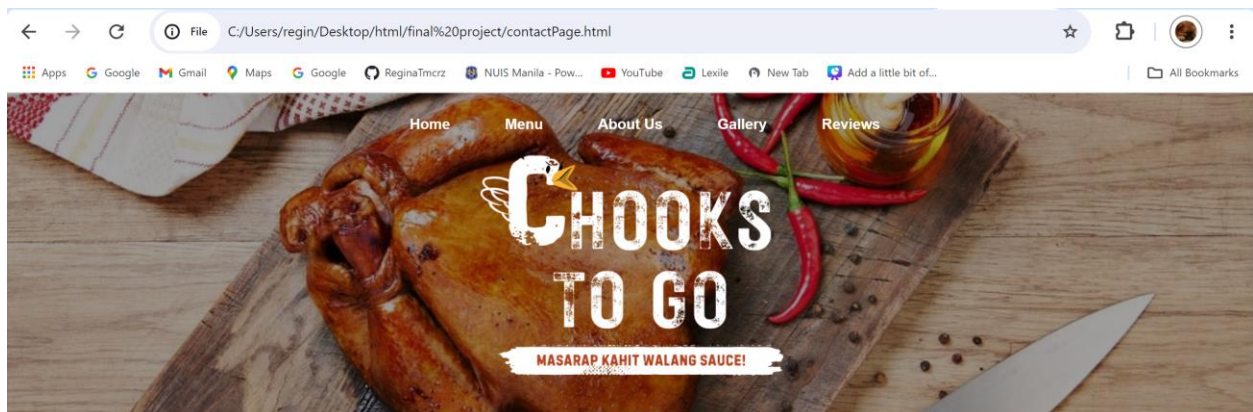 File C:/Users/regin/Desktop/html/final%20project/contactPage.html
Apps Google Gmail Maps Google ReginaTmcrz NUIS Manila - Pow... YouTube Lexile New Tab Add a little bit of... All Bookmarks
Home Menu About Us Gallery Reviews
CHOOKS
TO GO
MASARAP KAHIT WALANG SAUCE!